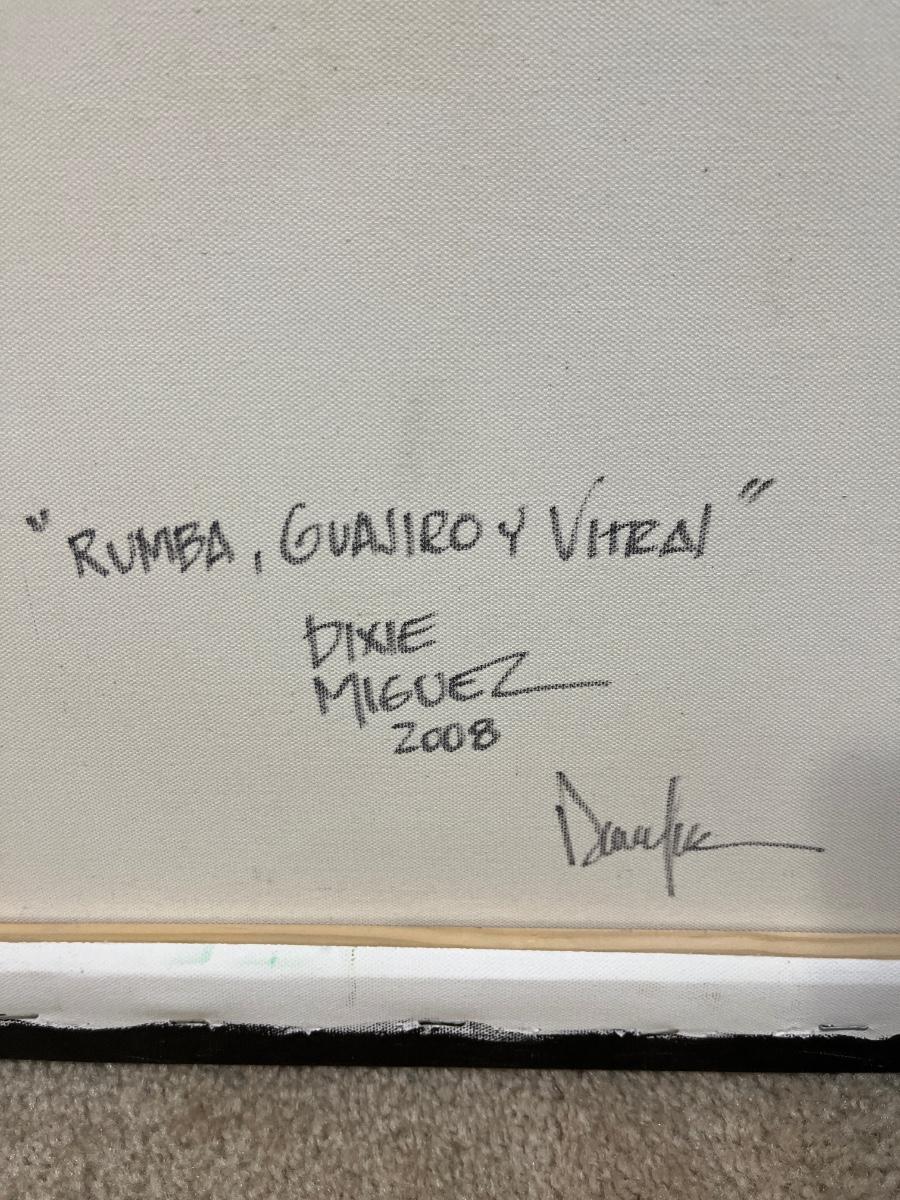 "RUMBA, GUAJIRO Y VITRAl"
DIXIE
MIGUEZ
2008